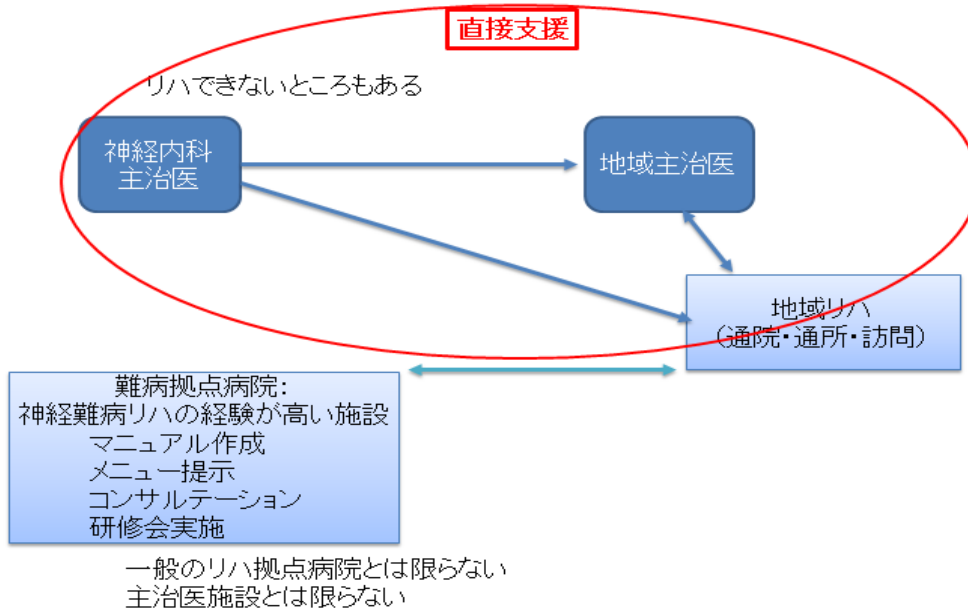 直接支援
リハできないところもある
神経内科
主治医
地域主治医
地域リハ
（通院・通所・訪問）
難病拠点病院：
神経難病リハの経験が高い施設
マニュアル作成
メニュー提示
コンサルテーション
研修会実施
一般のリハ拠点病院とは限らない
主治医施設とは限らない